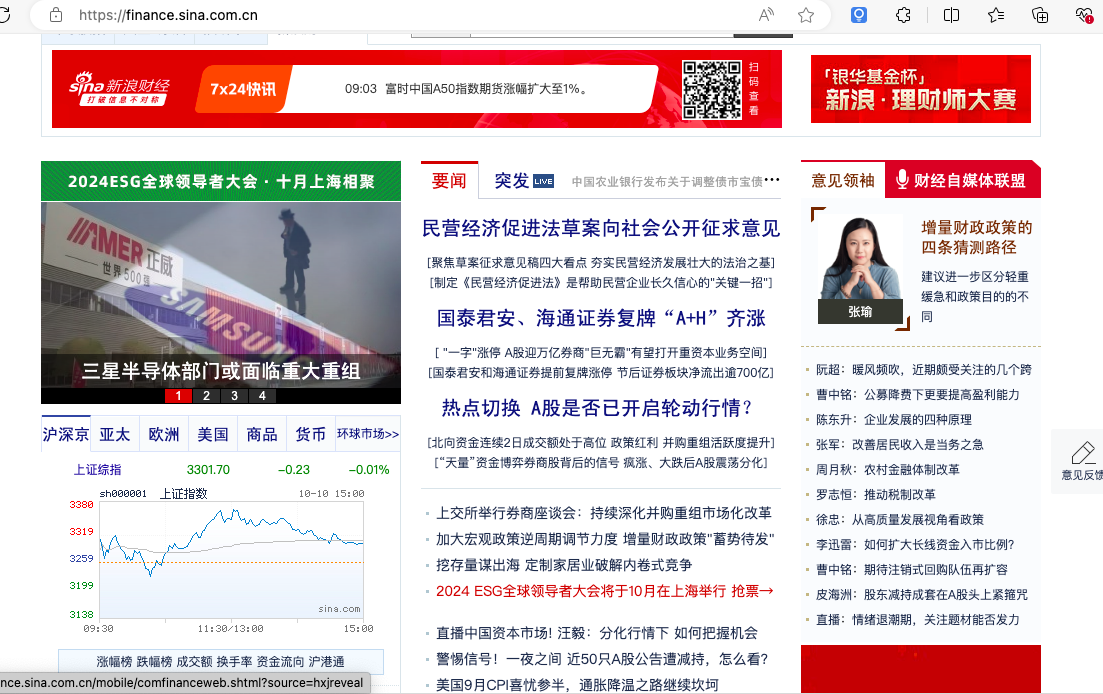 https://finance.sina.com.cn
sina 新浪财经
打破信息不对称
7x24快讯
09:03 富时中国A50指数期货涨幅扩大至1%。
扫码查看
「银华基金杯」
新浪·理财师大赛
2024ESG全球领导者大会·十月上海相聚
HAMER 正威
世界500强
SAMSUNG
三星半导体部门或面临重大重组
1 2 3 4
沪深京 亚太 欧洲 美国 商品 货币 环球市场>>
上证综指 3301.70 −0.23 −0.01%
sh000001 上证指数 10-10 15:00
3380
3319
3259
3199
3138
sina.com
09:30 11:30/13:00 15:00
涨幅榜 跌幅榜 成交额 换手率 资金流向 沪港通
nce.sina.com.cn/mobile/comfinanceweb.shtml?source=hxjreveal
要闻 突发 LIVE 中国农业银行发布关于调整债市宝债•••
民营经济促进法草案向社会公开征求意见
[聚焦草案征求意见稿四大看点 夯实民营经济发展壮大的法治之基]
[制定《民营经济促进法》是帮助民营企业长久信心的"关键一招"]
国泰君安、海通证券复牌“A+H”齐涨
[ "一字"涨停 A股迎万亿券商"巨无霸"有望打开重资本业务空间]
[国泰君安和海通证券提前复牌涨停 节后证券板块净流出逾700亿]
热点切换 A股是否已开启轮动行情?
[北向资金连续2日成交额处于高位 政策红利 并购重组活跃度提升]
[“天量”资金博弈券商股背后的信号 疯涨、大跌后A股震荡分化]
上交所举行券商座谈会：持续深化并购重组市场化改革
加大宏观政策逆周期调节力度 增量财政政策"蓄势待发"
挖存量谋出海 定制家居业破解内卷式竞争
2024 ESG全球领导者大会将于10月在上海举行 抢票→
直播中国资本市场! 汪毅：分化行情下 如何把握机会
警惕信号！一夜之间 近50只A股公告遭减持，怎么看?
美国9月CPI喜忧参半，通胀降温之路继续坎坷
意见领袖 财经自媒体联盟
张瑜
增量财政政策的
四条猜测路径
建议进一步区分轻重
缓急和政策目的的不
同
阮超：暖风频吹，近期颇受关注的几个跨
曹中铭：公募降费下更要提高盈利能力
陈东升：企业发展的四种原理
张军：改善居民收入是当务之急
周月秋：农村金融体制改革
罗志恒：推动税制改革
徐忠：从高质量发展视角看政策
李迅雷：如何扩大长线资金入市比例?
曹中铭：期待注销式回购队伍再扩容
皮海洲：股东减持成套在A股头上紧箍咒
直播：情绪退潮期，关注题材能否发力
意见反馈